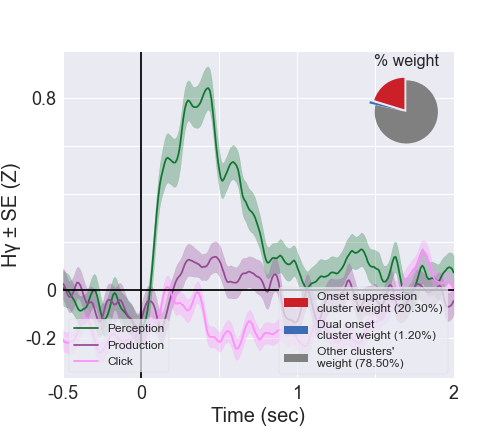 % weight
Hγ ± SE (Z)
0.8
0
-0.2
Perception
Production
Click
Onset suppression
cluster weight (20.30%)
Dual onset
cluster weight (1.20%)
Other clusters'
weight (78.50%)
-0.5
0
1
2
Time (sec)